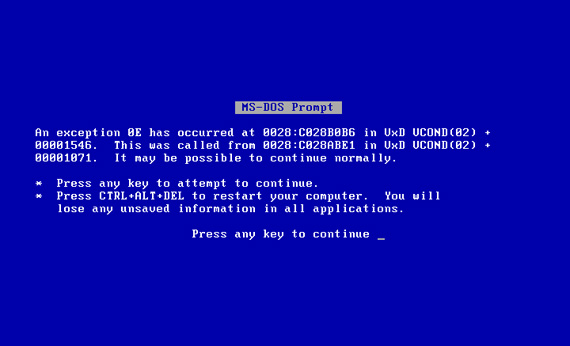 MS-DOS Prompt
An exception 0E has occurred at 0028:C028B0B6 in VxD VCOND(02) +
00001546.  This was called from 0028:C028ABE1 in VxD VCOND(02) +
00001071.  It may be possible to continue normally.
*  Press any key to attempt to continue.
*  Press CTRL+ALT+DEL to restart your computer.  You will
lose any unsaved information in all applications.
Press any key to continue _